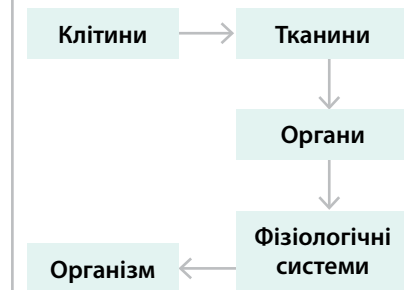 Клітини
Тканини
Органи
Фізіологічні
системи
Організм